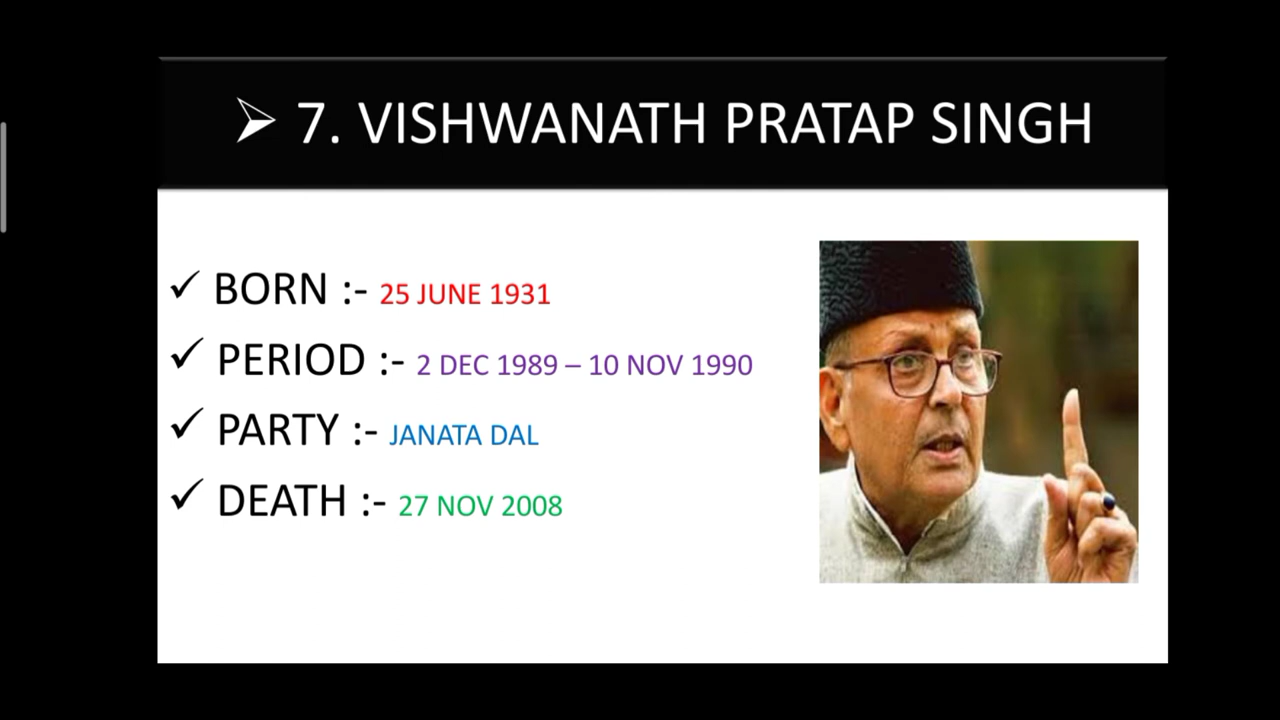 7. VISHWANATH PRATAP SINGH
BORN :- 25 JUNE 1931
PERIOD :- 2 DEC 1989 – 10 NOV 1990
PARTY :- JANATA DAL
DEATH :- 27 NOV 2008